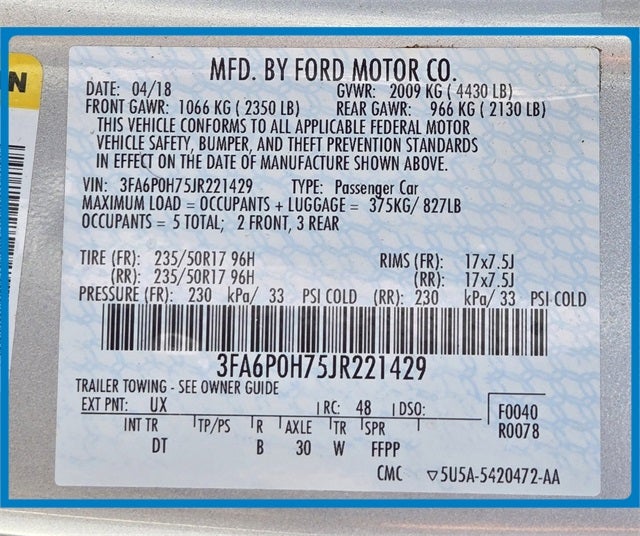 N
MFD. BY FORD MOTOR CO.
DATE: 04/18 GVWR: 2009 KG ( 4430 LB)
FRONT GAWR: 1066 KG ( 2350 LB) REAR GAWR: 966 KG ( 2130 LB)
THIS VEHICLE CONFORMS TO ALL APPLICABLE FEDERAL MOTOR
VEHICLE SAFETY, BUMPER, AND THEFT PREVENTION STANDARDS
IN EFFECT ON THE DATE OF MANUFACTURE SHOWN ABOVE.
VIN: 3FA6P0H75JR221429 TYPE: Passenger Car
MAXIMUM LOAD = OCCUPANTS + LUGGAGE = 375KG/ 827LB
OCCUPANTS = 5 TOTAL; 2 FRONT, 3 REAR
TIRE (FR): 235/50R17 96H RIMS (FR): 17x7.5J
(RR): 235/50R17 96H (RR): 17x7.5J
PRESSURE (FR): 230 kPa/ 33 PSI COLD (RR): 230 kPa/ 33 PSI COLD
3FA6P0H75JR221429
TRAILER TOWING - SEE OWNER GUIDE
EXT PNT: UX RC: 48 DSO: F0040
INT TR TP/PS R AXLE TR SPR R0078
DT B 30 W FFPP
CMC ▽5U5A-5420472-AA